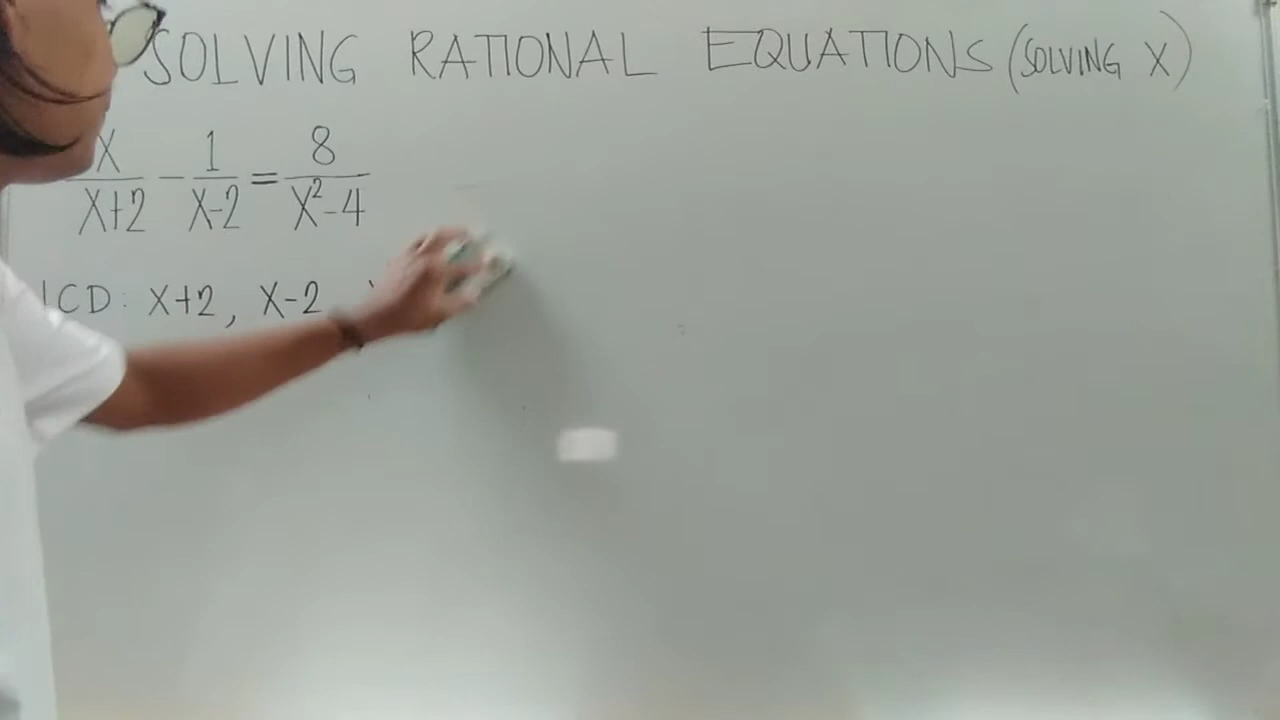 SOLVING RATIONAL EQUATIONS (SOLVING X)
X/X+2 - 1/X-2 = 8/X²-4
LCD: X+2, X-2